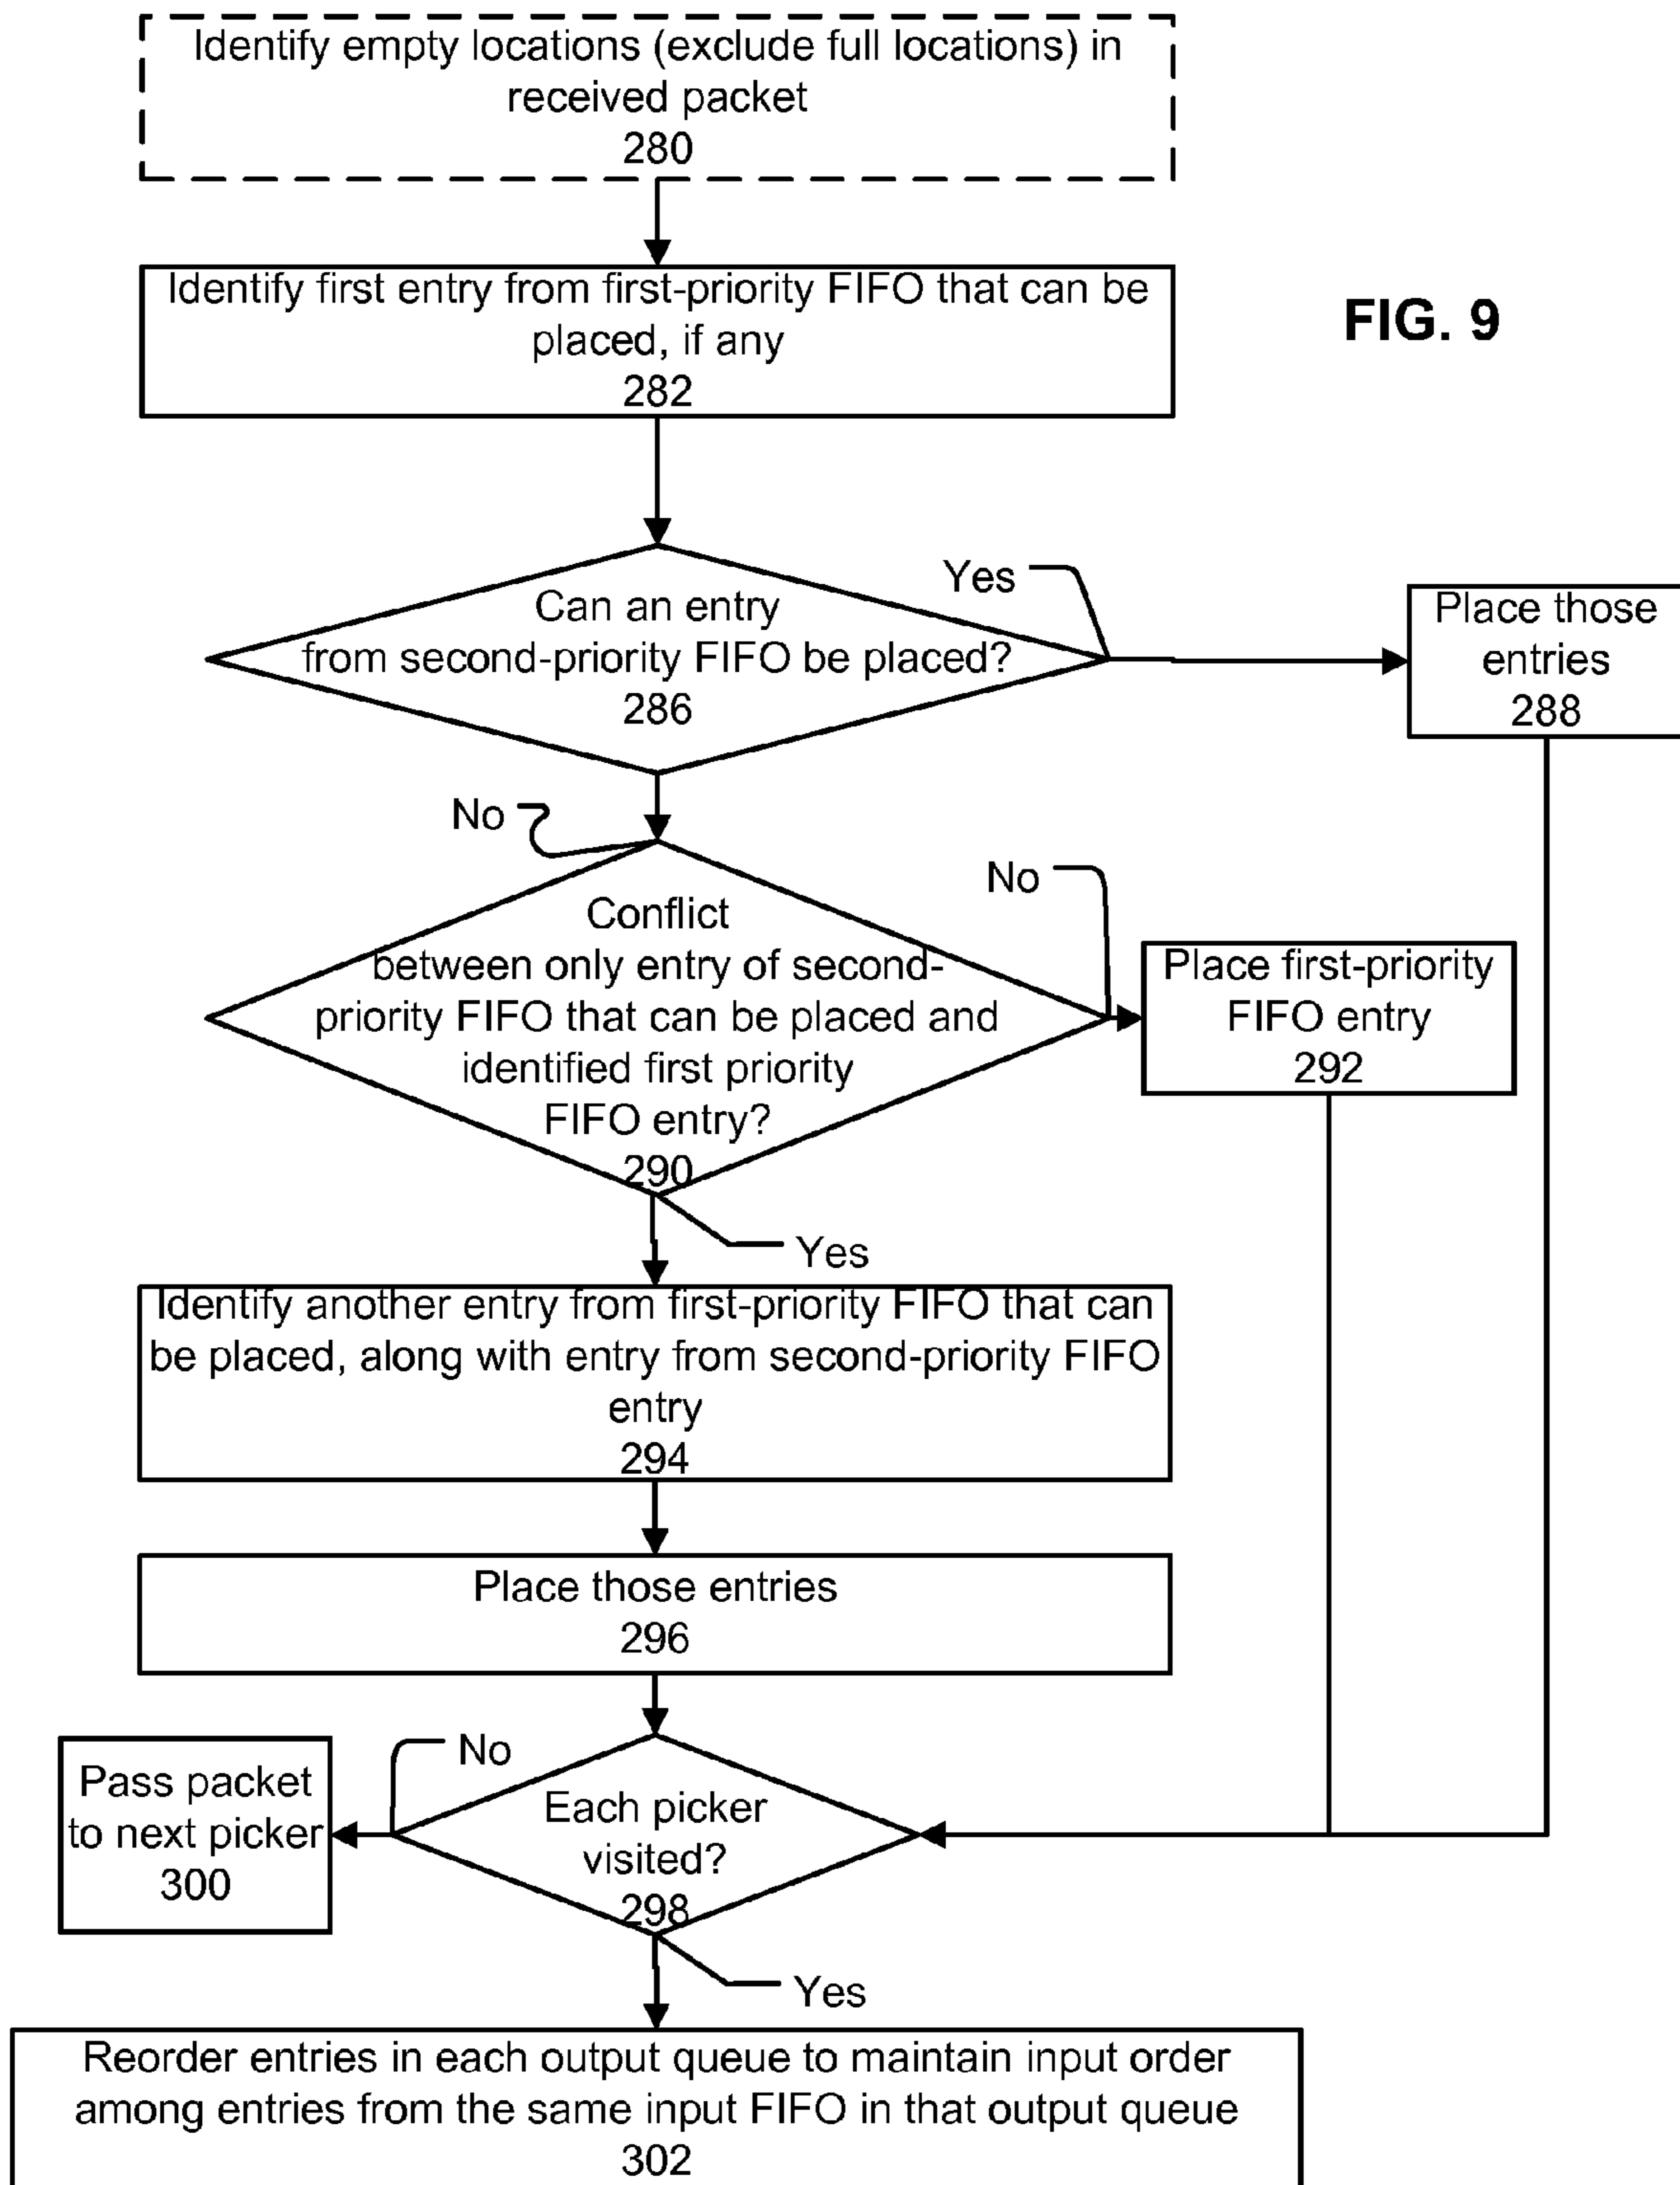 Identify empty locations (exclude full locations) in
received packet
280
Identify first entry from first-priority FIFO that can be
placed, if any
282
FIG. 9
Can an entry
from second-priority FIFO be placed?
286
Yes
Place those
entries
288
No
Conflict
between only entry of second-
priority FIFO that can be placed and
identified first priority
FIFO entry?
290
No
Place first-priority
FIFO entry
292
Yes
Identify another entry from first-priority FIFO that can
be placed, along with entry from second-priority FIFO
entry
294
Place those entries
296
Each picker
visited?
298
No
Pass packet
to next picker
300
Yes
Reorder entries in each output queue to maintain input order
among entries from the same input FIFO in that output queue
302